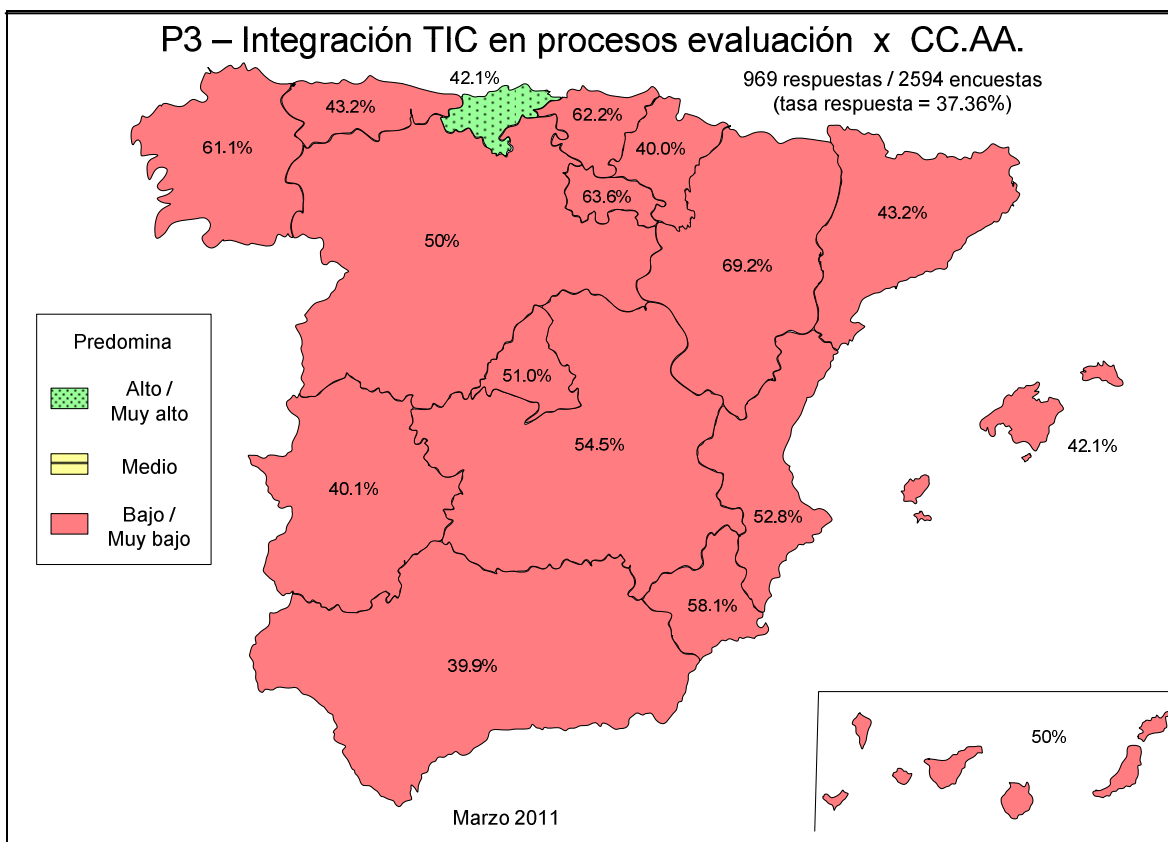 P3 – Integración TIC en procesos evaluación x CC.AA.
969 respuestas / 2594 encuestas
(tasa respuesta = 37.36%)
42.1%
43.2%
62.2%
61.1%
40.0%
63.6%
43.2%
50%
69.2%
Predomina
Alto /
Muy alto
Medio
Bajo /
Muy bajo
51.0%
54.5%
42.1%
40.1%
52.8%
58.1%
39.9%
50%
Marzo 2011